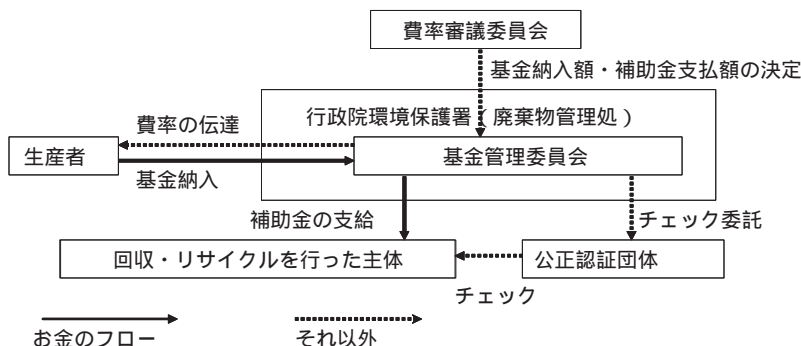 費率審議委員会
基金納入額・補助金支払額の決定
行政院環境保護署(廃棄物管理処)
費率の伝達
生産者
基金管理委員会
基金納入
補助金の支給
チェック委託
回収・リサイクルを行った主体
公正認証団体
チェック
お金のフロー
それ以外